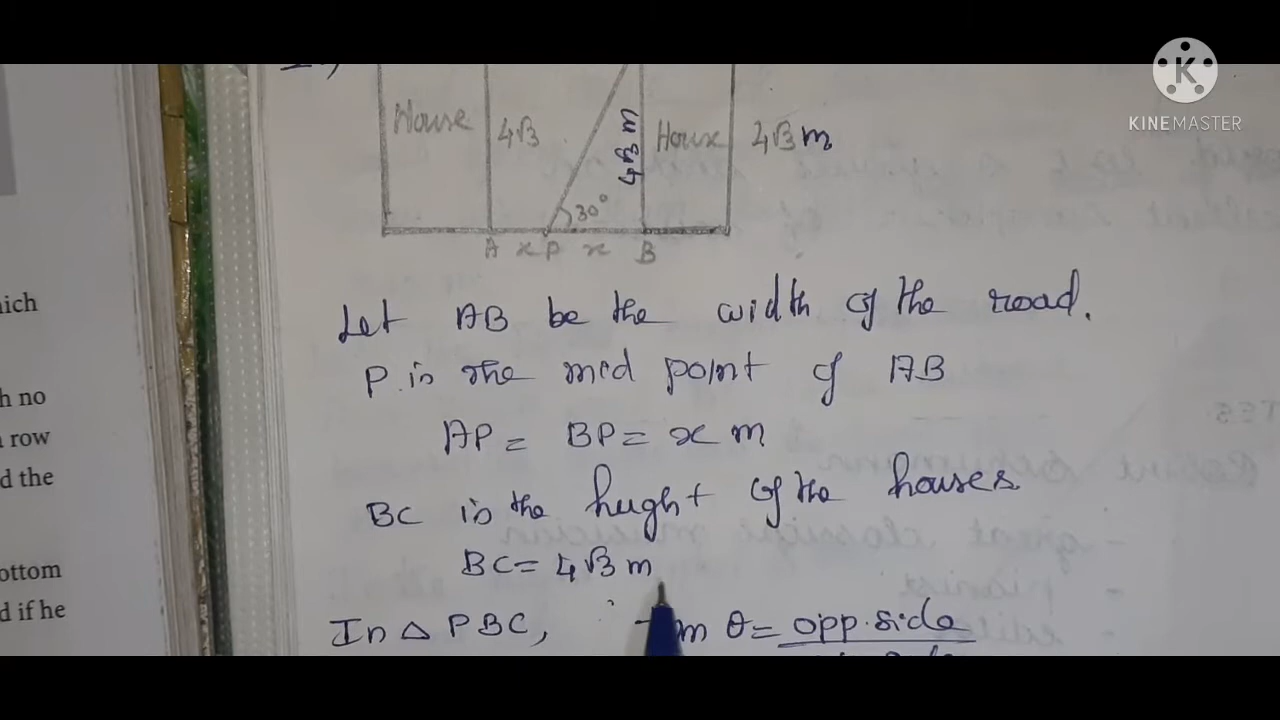 KINEMASTER
House 4√3 4√3 m House 4√3 m
30°
A x P x B
Let AB be the width of the road.
P is the mid point of AB
AP = BP = x m
BC is the hught of the houses
BC = 4√3 m
In △ PBC, θ = opp.side
ich
h no
row
d the
ottom
d if he